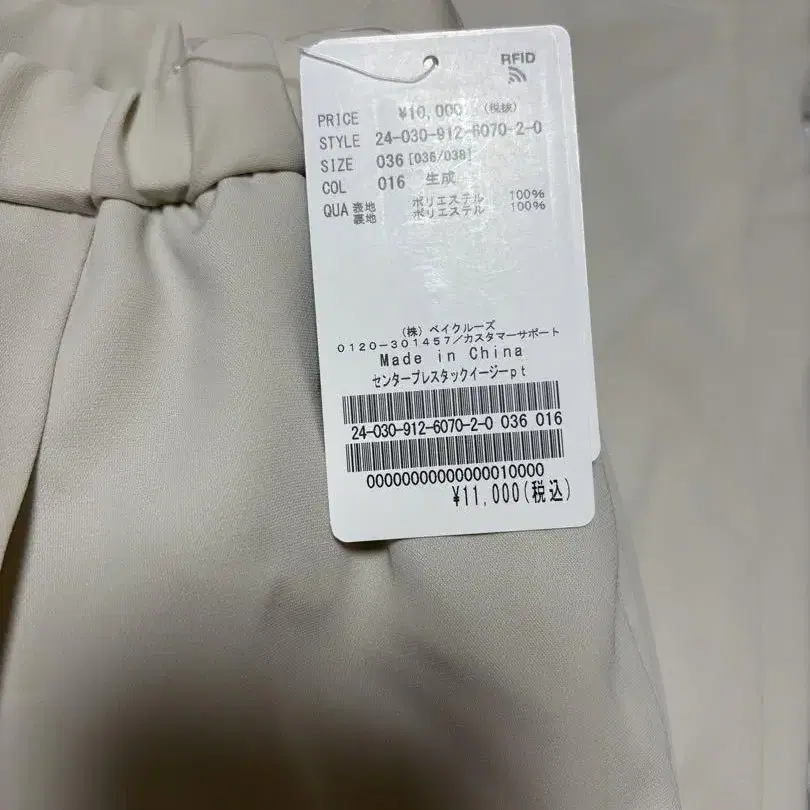 RFID
PRICE ¥10,000 (税抜)
STYLE 24-030-912-6070-2-0
SIZE 036 [036/038]
COL 016 生成
QUA 表地 ポリエステル 100%
裏地 ポリエステル 100%
(株) ベイクルーズ
0120-301457/カスタマーサポート
Made in China
センタープレスタックイージーpt
24-030-912-6070-2-0 036 016
00000000000000010000
¥11,000(税込)